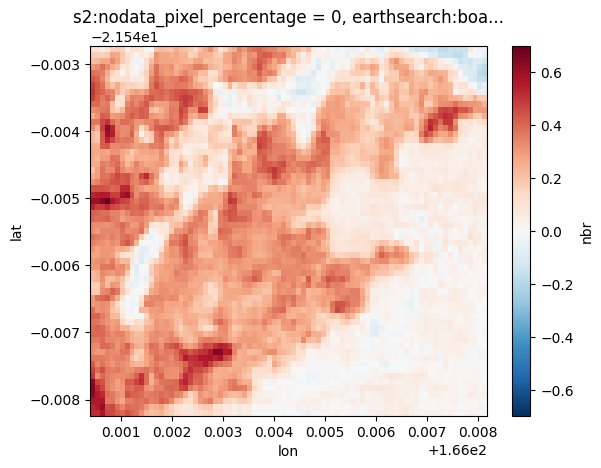 s2:nodata_pixel_percentage = 0, earthsearch:boa...
−2.154e1
−0.003
−0.004
−0.005
−0.006
−0.007
−0.008
lat
0.001 0.002 0.003 0.004 0.005 0.006 0.007 0.008
lon
+1.66e2
0.6
0.4
0.2
0.0
−0.2
−0.4
−0.6
nbr